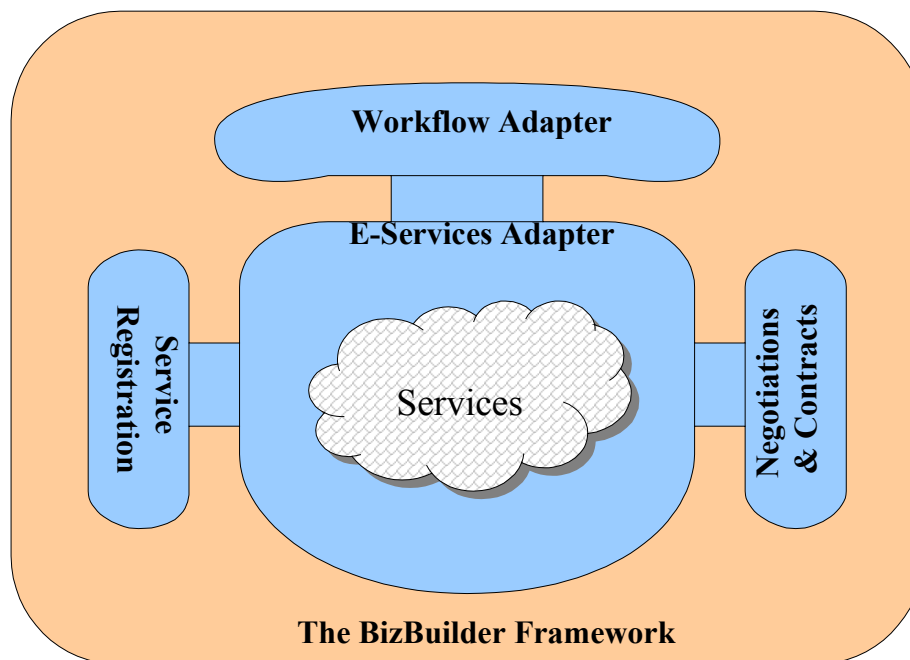 Workflow Adapter
E-Services Adapter
Service
Registration
Services
Negotiations
& Contracts
The BizBuilder Framework